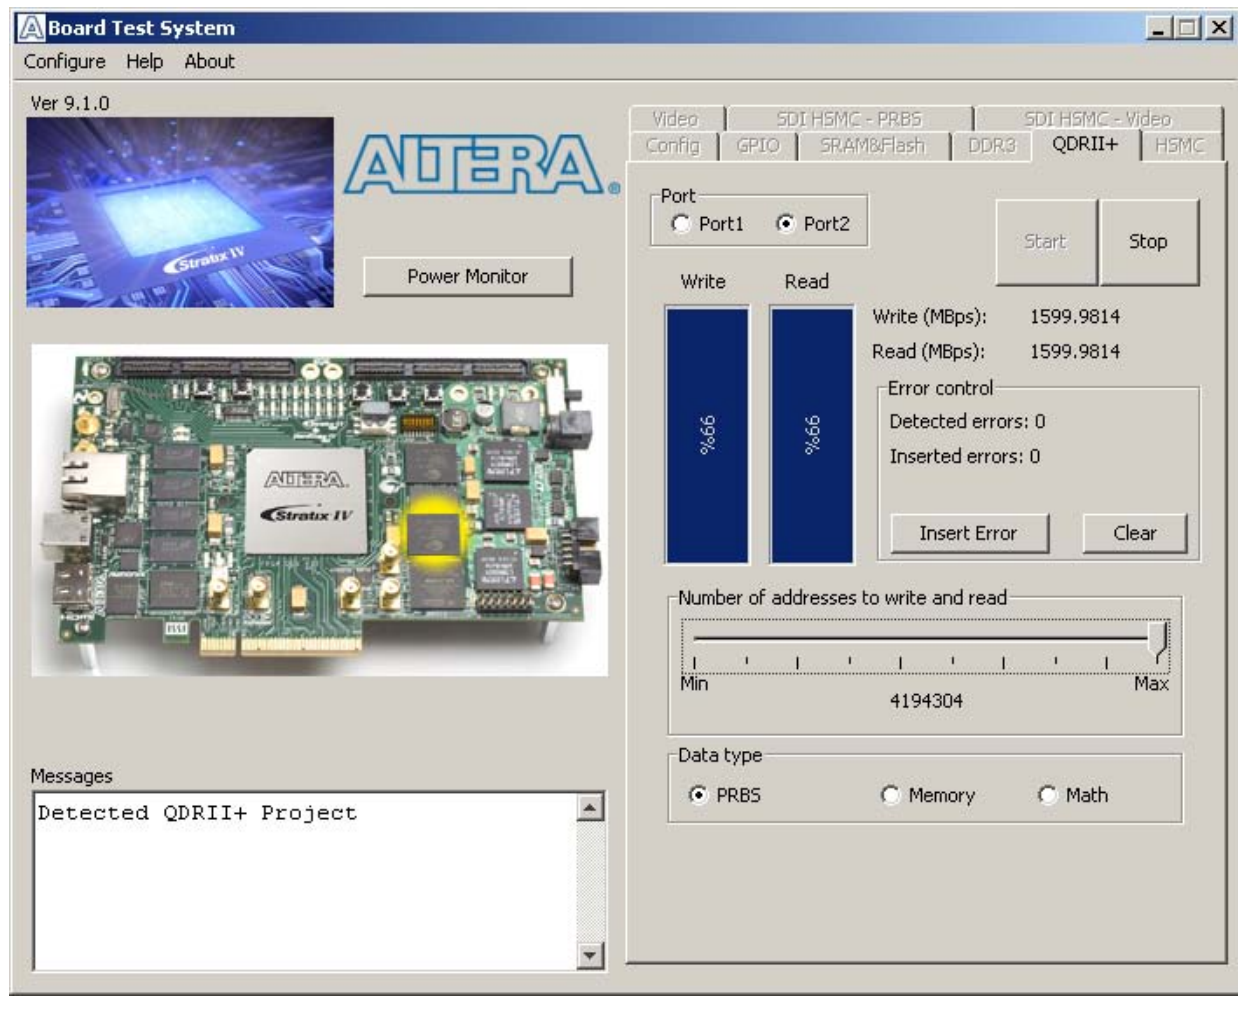 Board Test System
Configure Help About
Ver 9.1.0
Stratix IV
ALTERA®
Power Monitor
ALTERA
Stratix IV
Messages
Detected QDRII+ Project
Video SDI HSMC - PRBS SDI HSMC - Video
Config GPIO SRAM&Flash DDR3 QDRII+ HSMC
Port
Port1 Port2
Start Stop
Write Read
99% 99%
Write (MBps): 1599.9814
Read (MBps): 1599.9814
Error control
Detected errors: 0
Inserted errors: 0
Insert Error Clear
Number of addresses to write and read
Min Max
4194304
Data type
PRBS Memory Math